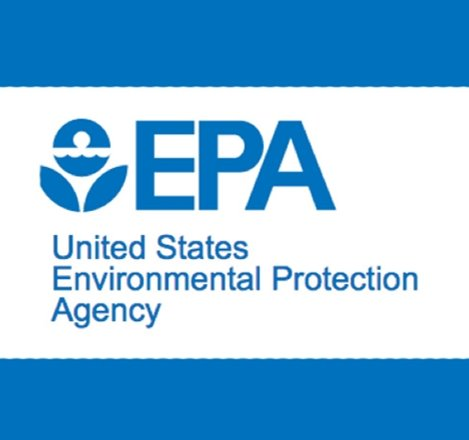 EPA
United States
Environmental Protection
Agency